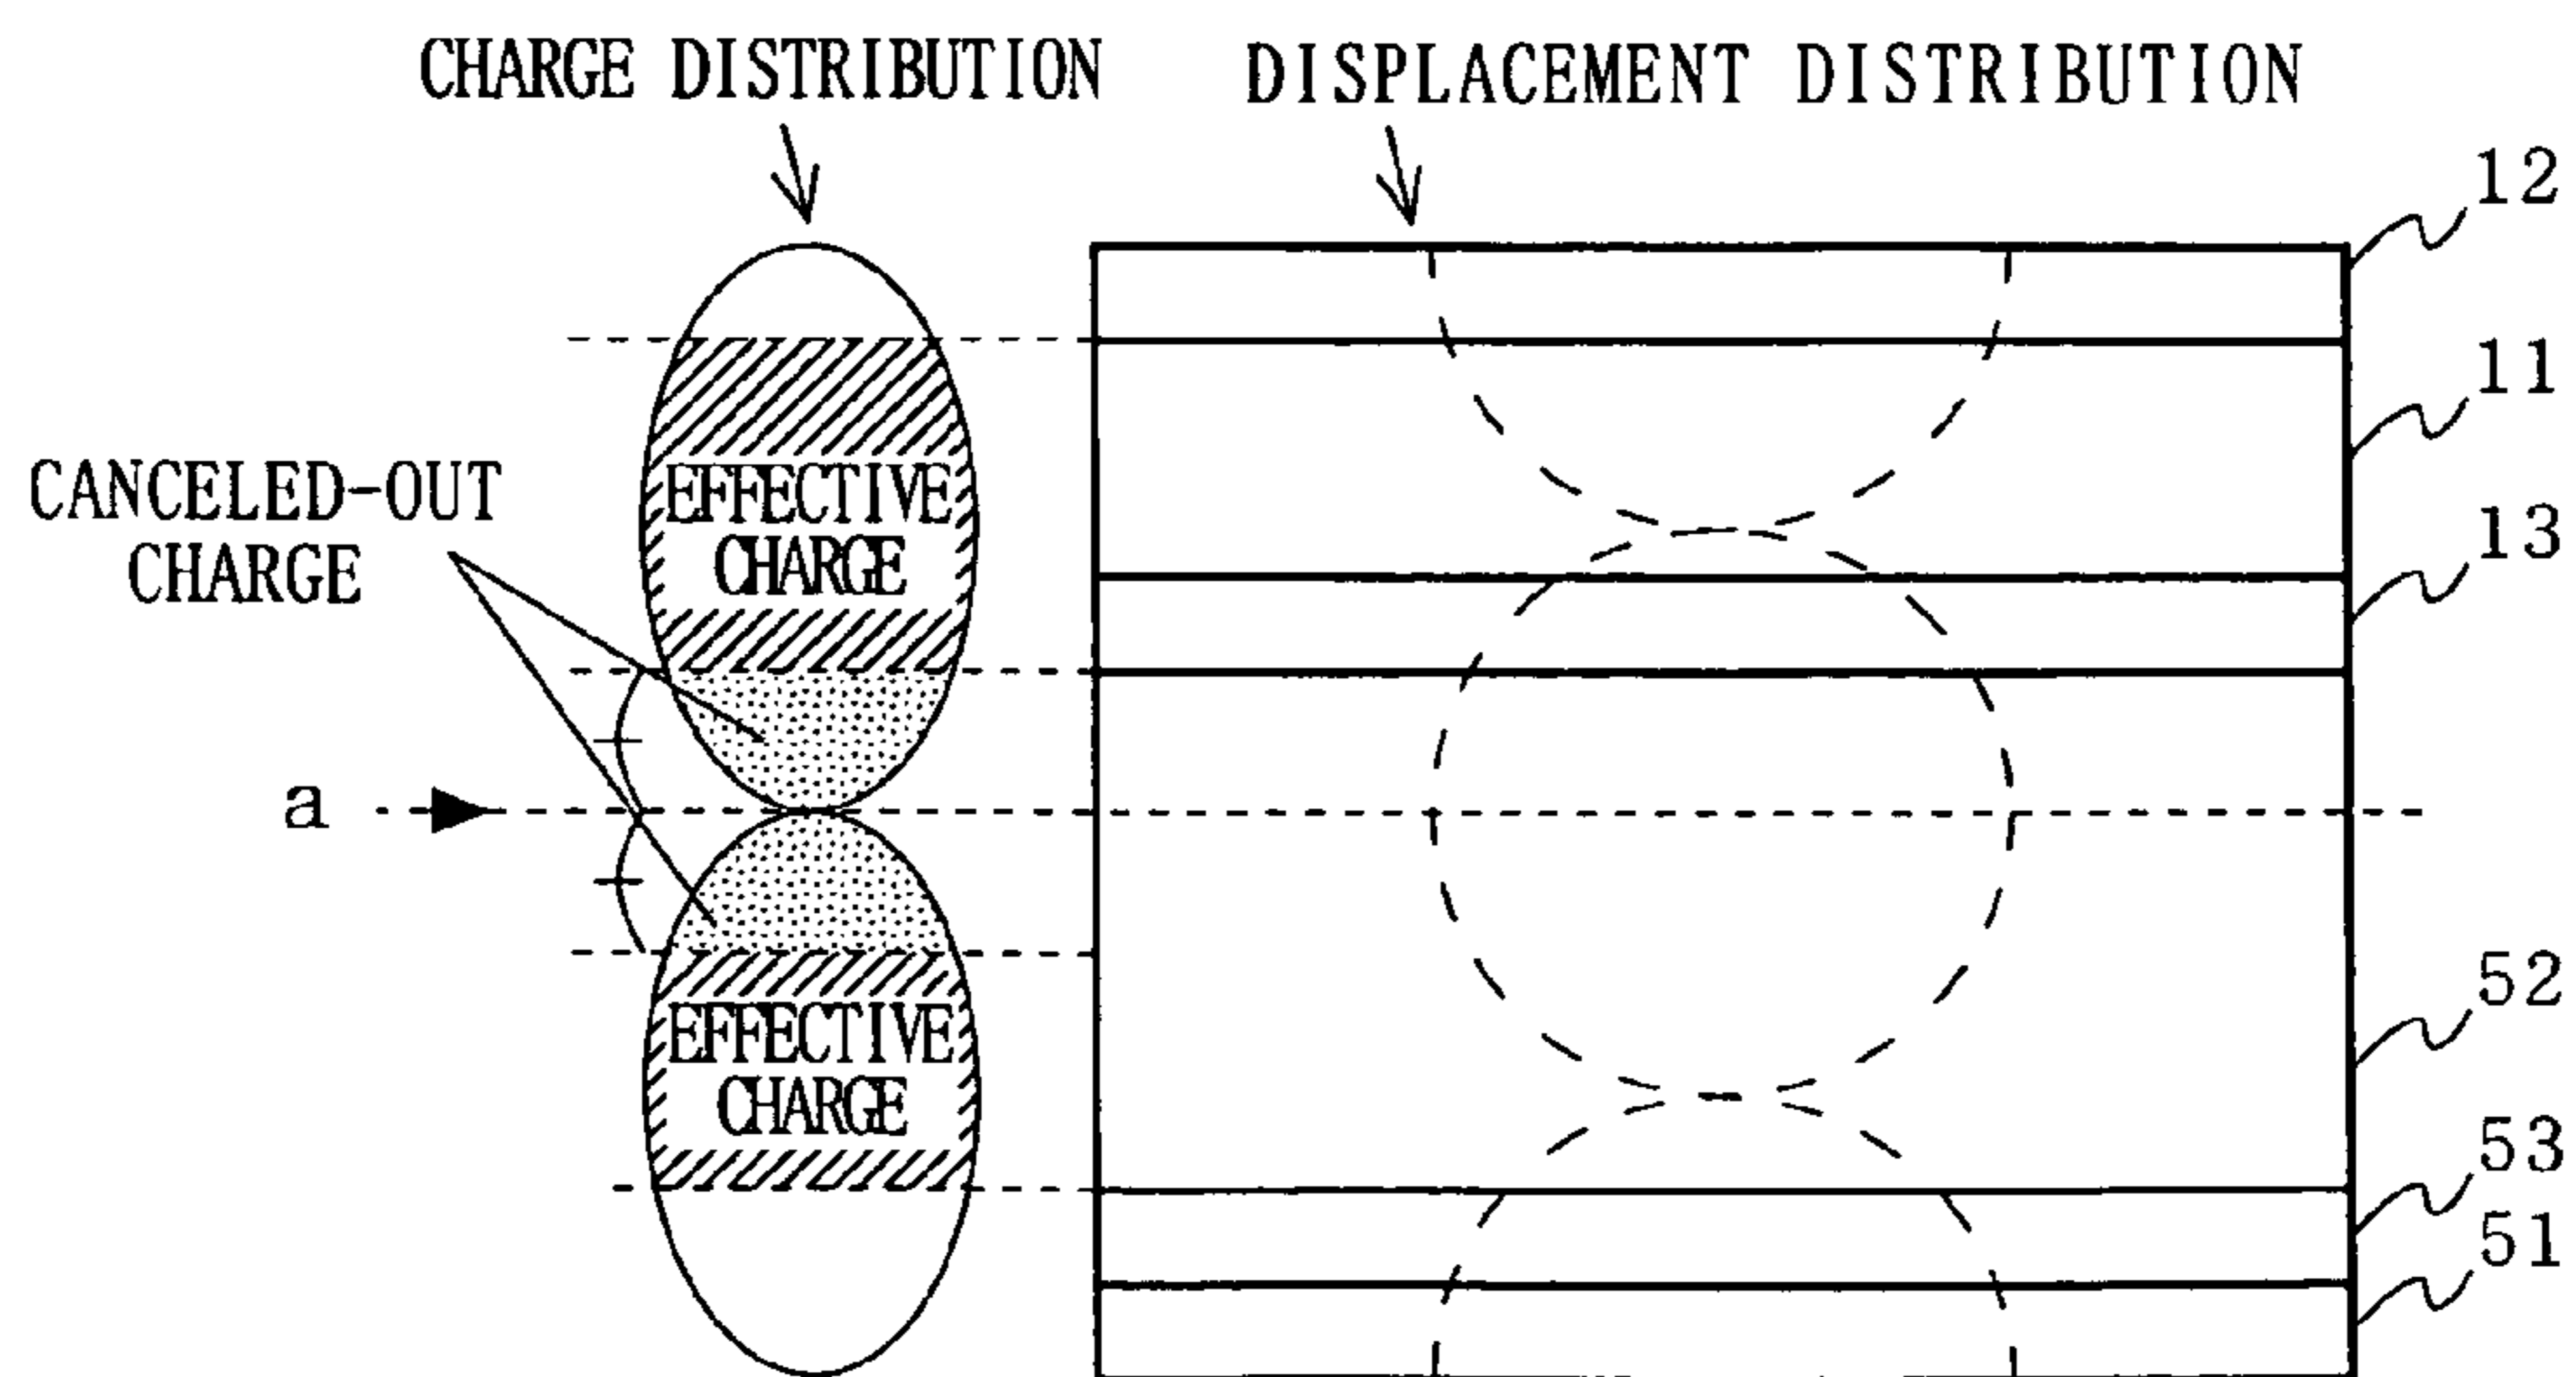 CHARGE DISTRIBUTION
DISPLACEMENT DISTRIBUTION
12
11
EFFECTIVE
CHARGE
CANCELED-OUT
CHARGE
13
a
52
EFFECTIVE
CHARGE
53
51